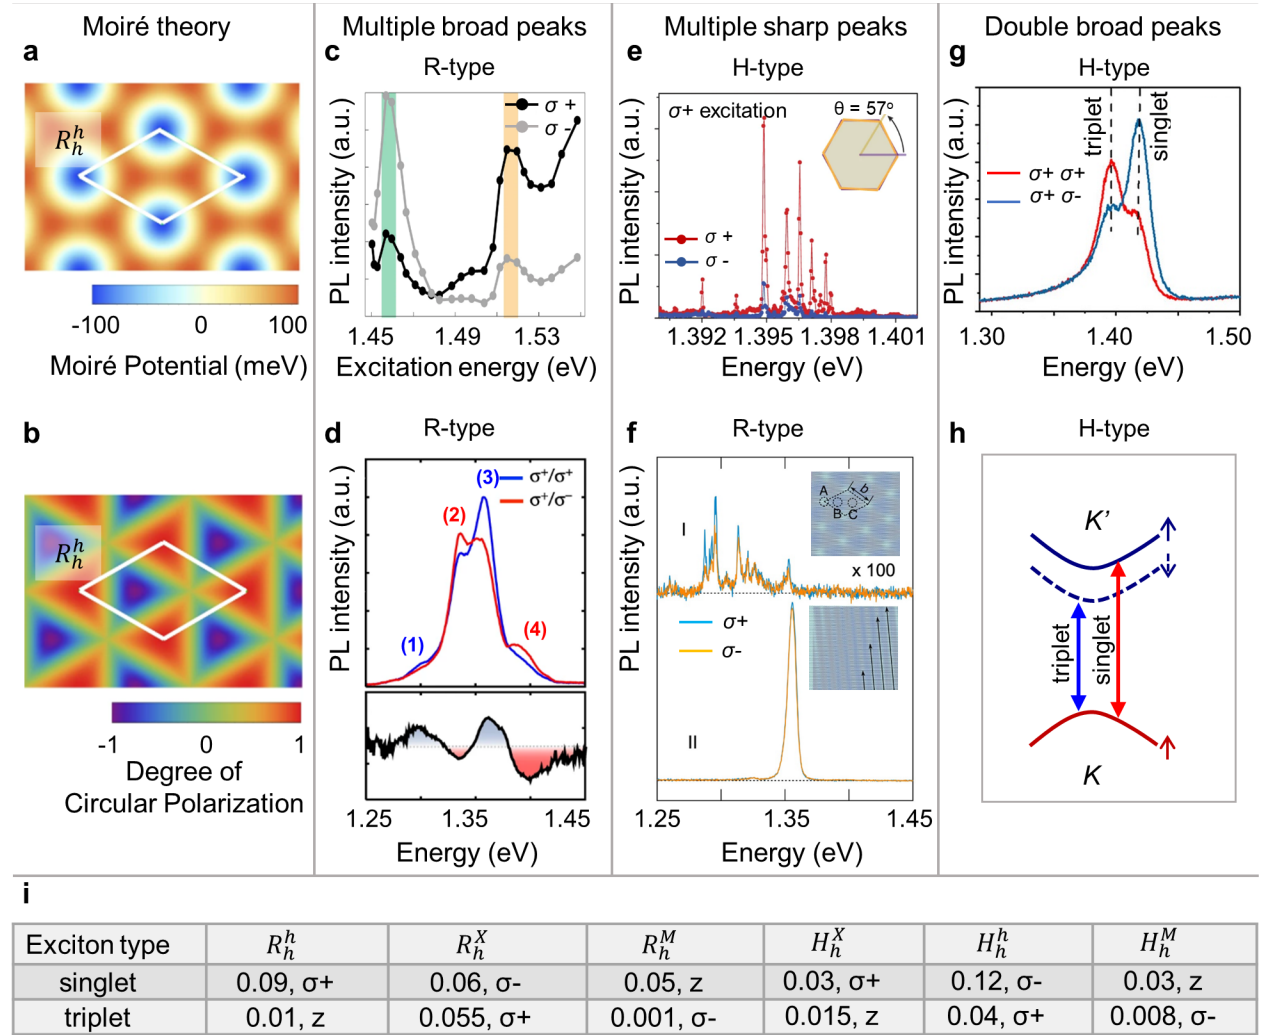 Moiré theory
Multiple broad peaks
Multiple sharp peaks
Double broad peaks
a
R_h^h
-100
0
100
Moiré Potential (meV)
b
R_h^h
-1
0
1
Degree of
Circular Polarization
c
R-type
PL intensity (a.u.)
σ +
σ -
1.45
1.49
1.53
Excitation energy (eV)
d
R-type
PL intensity (a.u.)
σ⁺/σ⁺
σ⁺/σ⁻
(1)
(2)
(3)
(4)
1.25
1.35
1.45
Energy (eV)
e
H-type
PL intensity (a.u.)
σ+ excitation
θ = 57°
σ +
σ -
1.392
1.395
1.398
1.401
Energy (eV)
f
R-type
PL intensity (a.u.)
I
A
B
C
b
x 100
σ+
σ-
II
1.25
1.35
1.45
Energy (eV)
g
H-type
PL intensity (a.u.)
triplet
singlet
σ+ σ+
σ+ σ-
1.30
1.40
1.50
Energy (eV)
h
H-type
K'
triplet
singlet
K
i
Exciton type R_h^h R_h^X R_h^M H_h^X H_h^h H_h^M
singlet 0.09, σ+ 0.06, σ- 0.05, z 0.03, σ+ 0.12, σ- 0.03, z
triplet 0.01, z 0.055, σ+ 0.001, σ- 0.015, z 0.04, σ+ 0.008, σ-